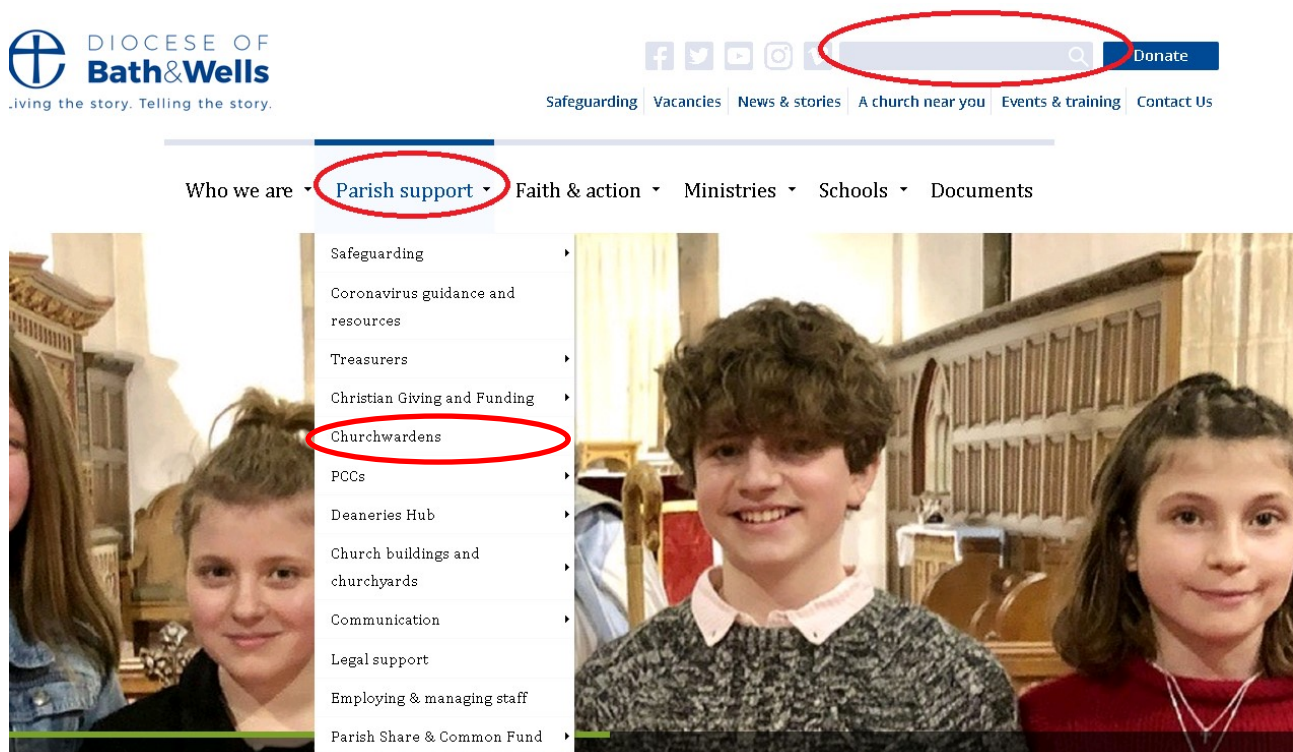 DIOCESE OF
Bath&Wells
Living the story. Telling the story.
Donate
Safeguarding Vacancies News & stories A church near you Events & training Contact Us
Who we are Parish support Faith & action Ministries Schools Documents
Safeguarding
Coronavirus guidance and
resources
Treasurers
Christian Giving and Funding
Churchwardens
PCCs
Deaneries Hub
Church buildings and
churchyards
Communication
Legal support
Employing & managing staff
Parish Share & Common Fund